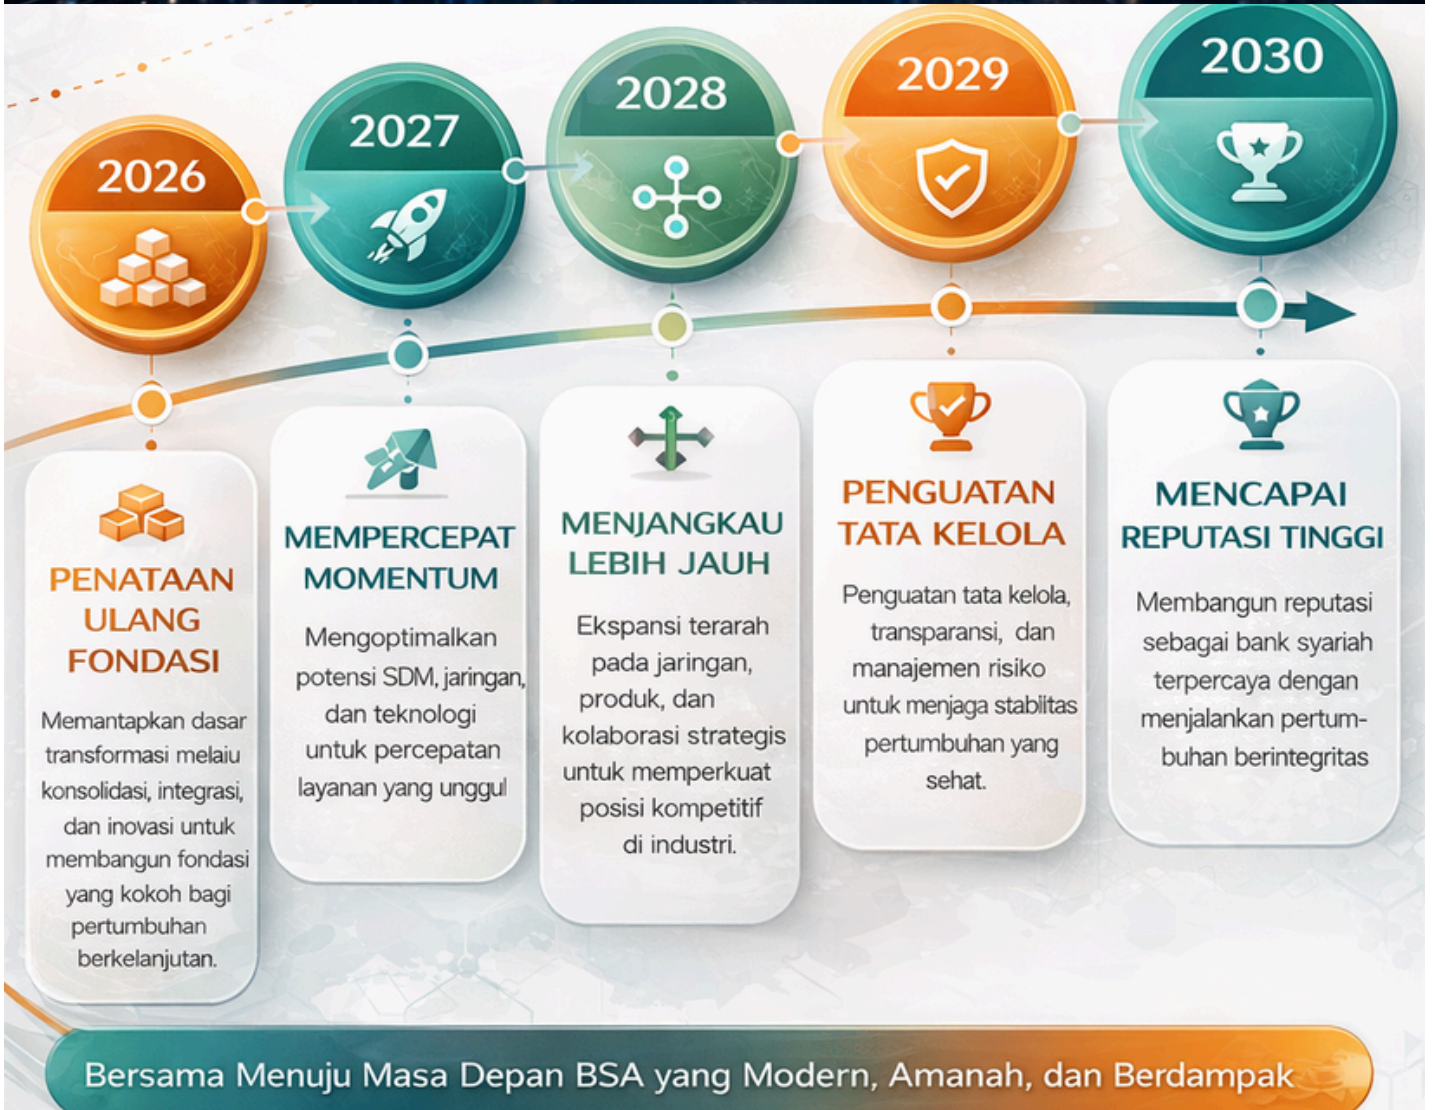 2026
2027
2028
2029
2030
PENATAAN
ULANG
FONDASI
Memantapkan dasar
transformasi melaiu
konsolidasi, integrasi,
dan inovasi untuk
membangun fondasi
yang kokoh bagi
pertumbuhan
berkelanjutan.
MEMPERCEPAT
MOMENTUM
Mengoptimalkan
potensi SDM, jaringan,
dan teknologi
untuk percepatan
layanan yang unggul
MENJANGKAU
LEBIH JAUH
Ekspansi terarah
pada jaringan,
produk, dan
kolaborasi strategis
untuk memperkuat
posisi kompetitif
di industri.
PENGUATAN
TATA KELOLA
Penguatan tata kelola,
transparansi, dan
manajemen risiko
untuk menjaga stablitas
pertumbuhan yang
sehat.
MENCAPAI
REPUTASI TINGGI
Membangun reputasi
sebagai bank syariah
terpercaya dengan
menjalankan pertum-
buhan berintegritas
Bersama Menuju Masa Depan BSA yang Modern, Amanah, dan Berdampak